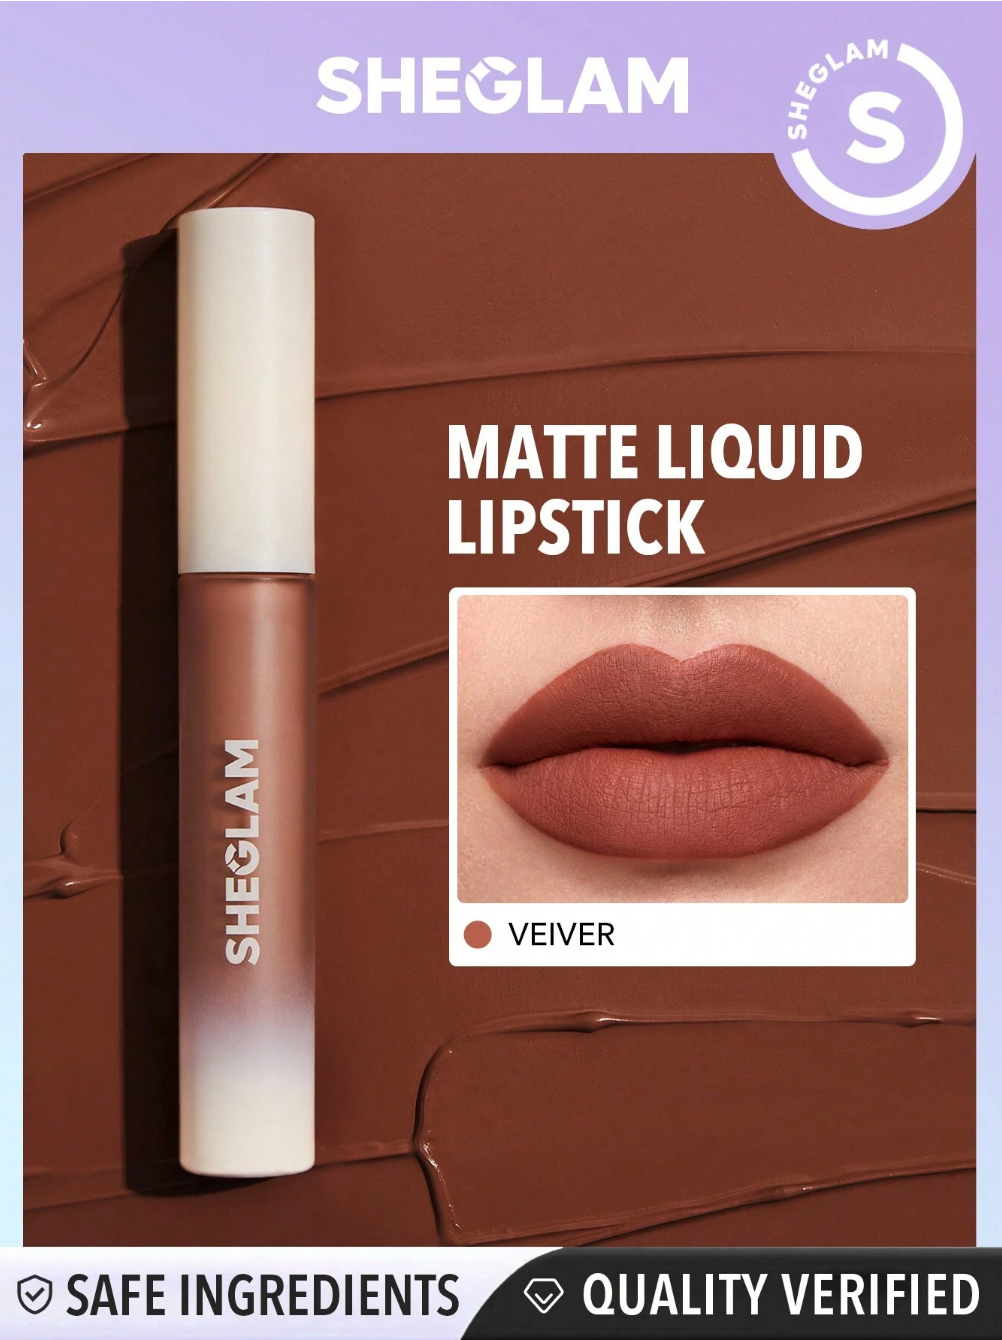 SHEGLAM
SHEGLAM
S
MATTE LIQUID
LIPSTICK
SHEGLAM
VEIVER
SAFE INGREDIENTS
QUALITY VERIFIED